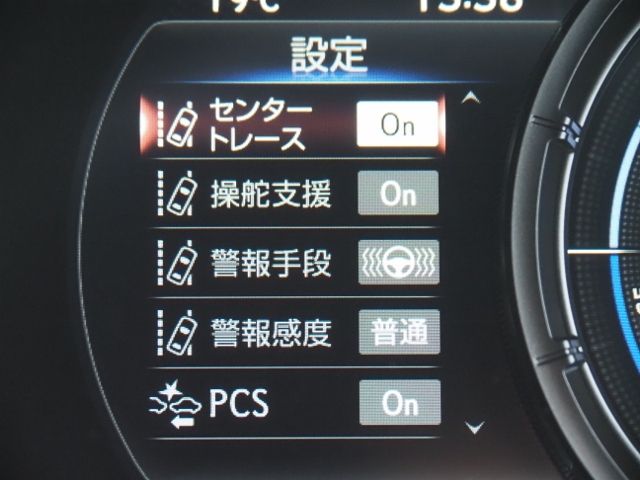 19℃
設定
センター
トレース On
操舵支援 On
警報手段
警報感度 普通
PCS On